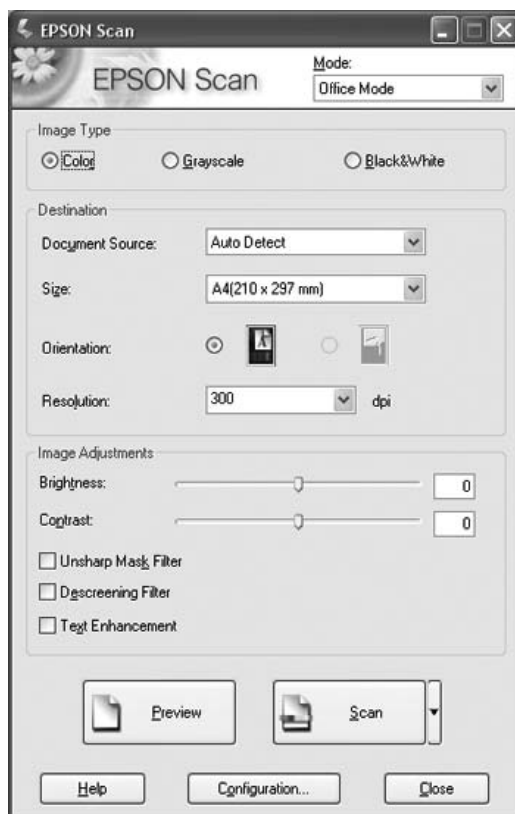 EPSON Scan
EPSON Scan
Mode:
Office Mode
Image Type
Color Grayscale Black&White
Destination
Document Source: Auto Detect
Size: A4(210 x 297 mm)
Orientation:
Resolution: 300 dpi
Image Adjustments
Brightness: 0
Contrast: 0
Unsharp Mask Filter
Descreening Filter
Text Enhancement
Preview Scan
Help Configuration... Close